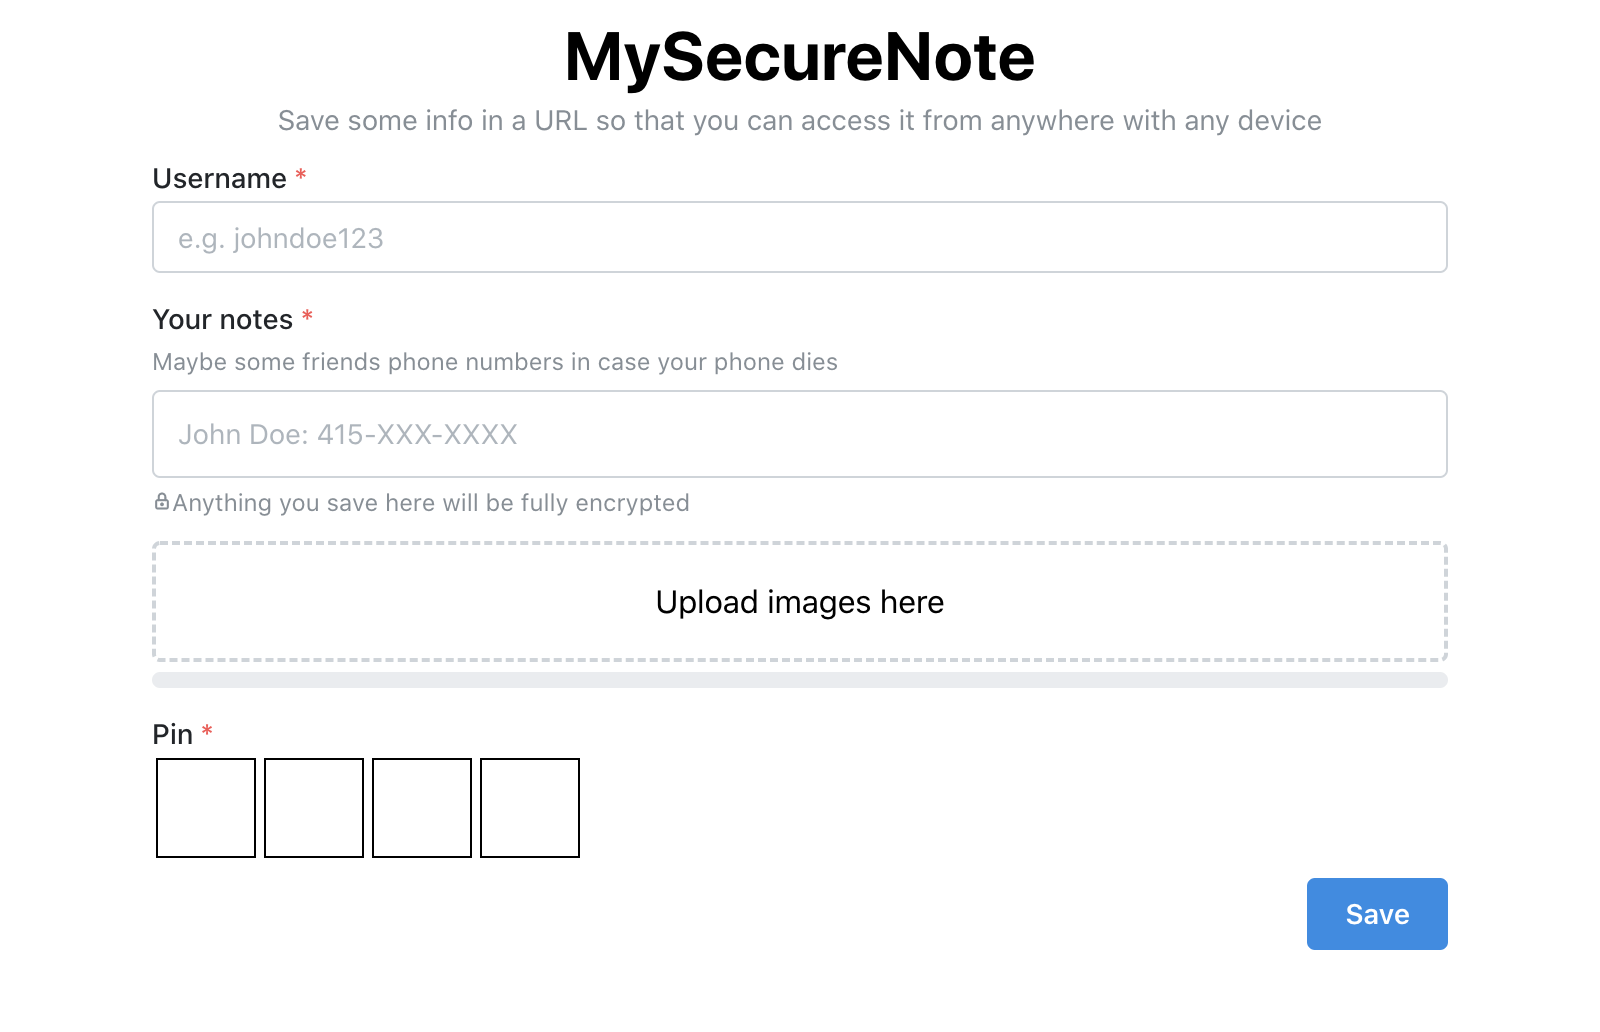 MySecureNote
Save some info in a URL so that you can access it from anywhere with any device
Username *
e.g. johndoe123
Your notes *
Maybe some friends phone numbers in case your phone dies
John Doe: 415-XXX-XXXX
Anything you save here will be fully encrypted
Upload images here
Pin *
Save